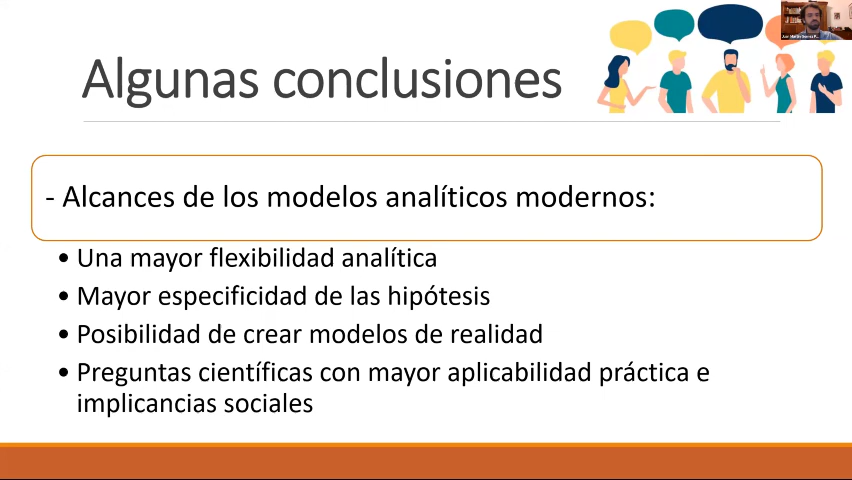 Algunas conclusiones
- Alcances de los modelos analíticos modernos:
• Una mayor flexibilidad analítica
• Mayor especificidad de las hipótesis
• Posibilidad de crear modelos de realidad
• Preguntas científicas con mayor aplicabilidad práctica e
implicancias sociales